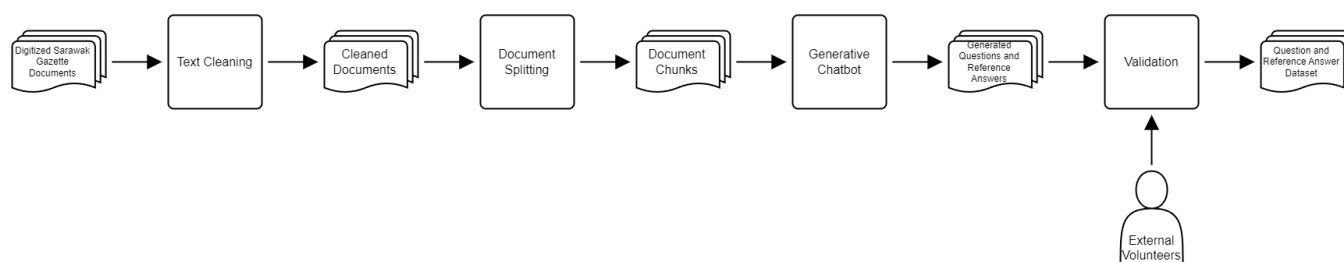 Digitized Sarawak
Gazette
Documents
Text Cleaning
Cleaned
Documents
Document
Splitting
Document
Chunks
Generative
Chatbot
Generated
Questions and
Reference
Answers
Validation
Question and
Reference Answer
Dataset
External
Volunteers